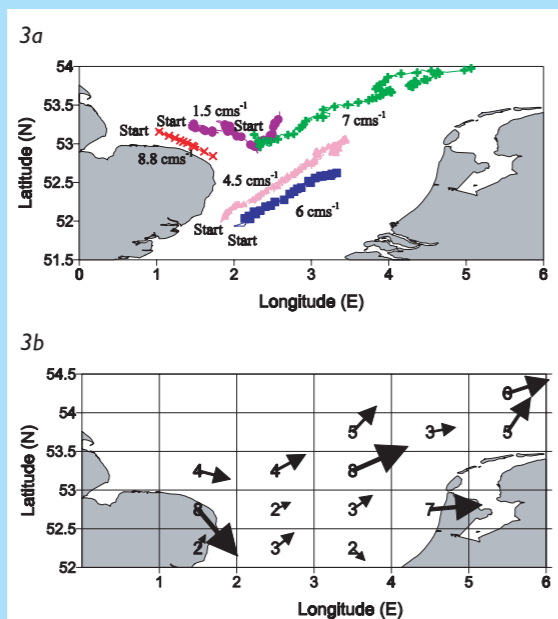 3a
54
53.5
53
52.5
52
51.5
Latitude (N)
1.5 cms-1
Start
Start
Start
8.8 cms-1
7 cms-1
4.5 cms-1
Start
6 cms-1
Start
0 1 2 3 4 5 6
Longitude (E)
3b
54.5
54
53.5
53
52.5
52
Latitude (N)
6
5 3 5
4 4 8
8 2 3 7
2 3 2
1 2 3 4 5 6
Longitude (E)